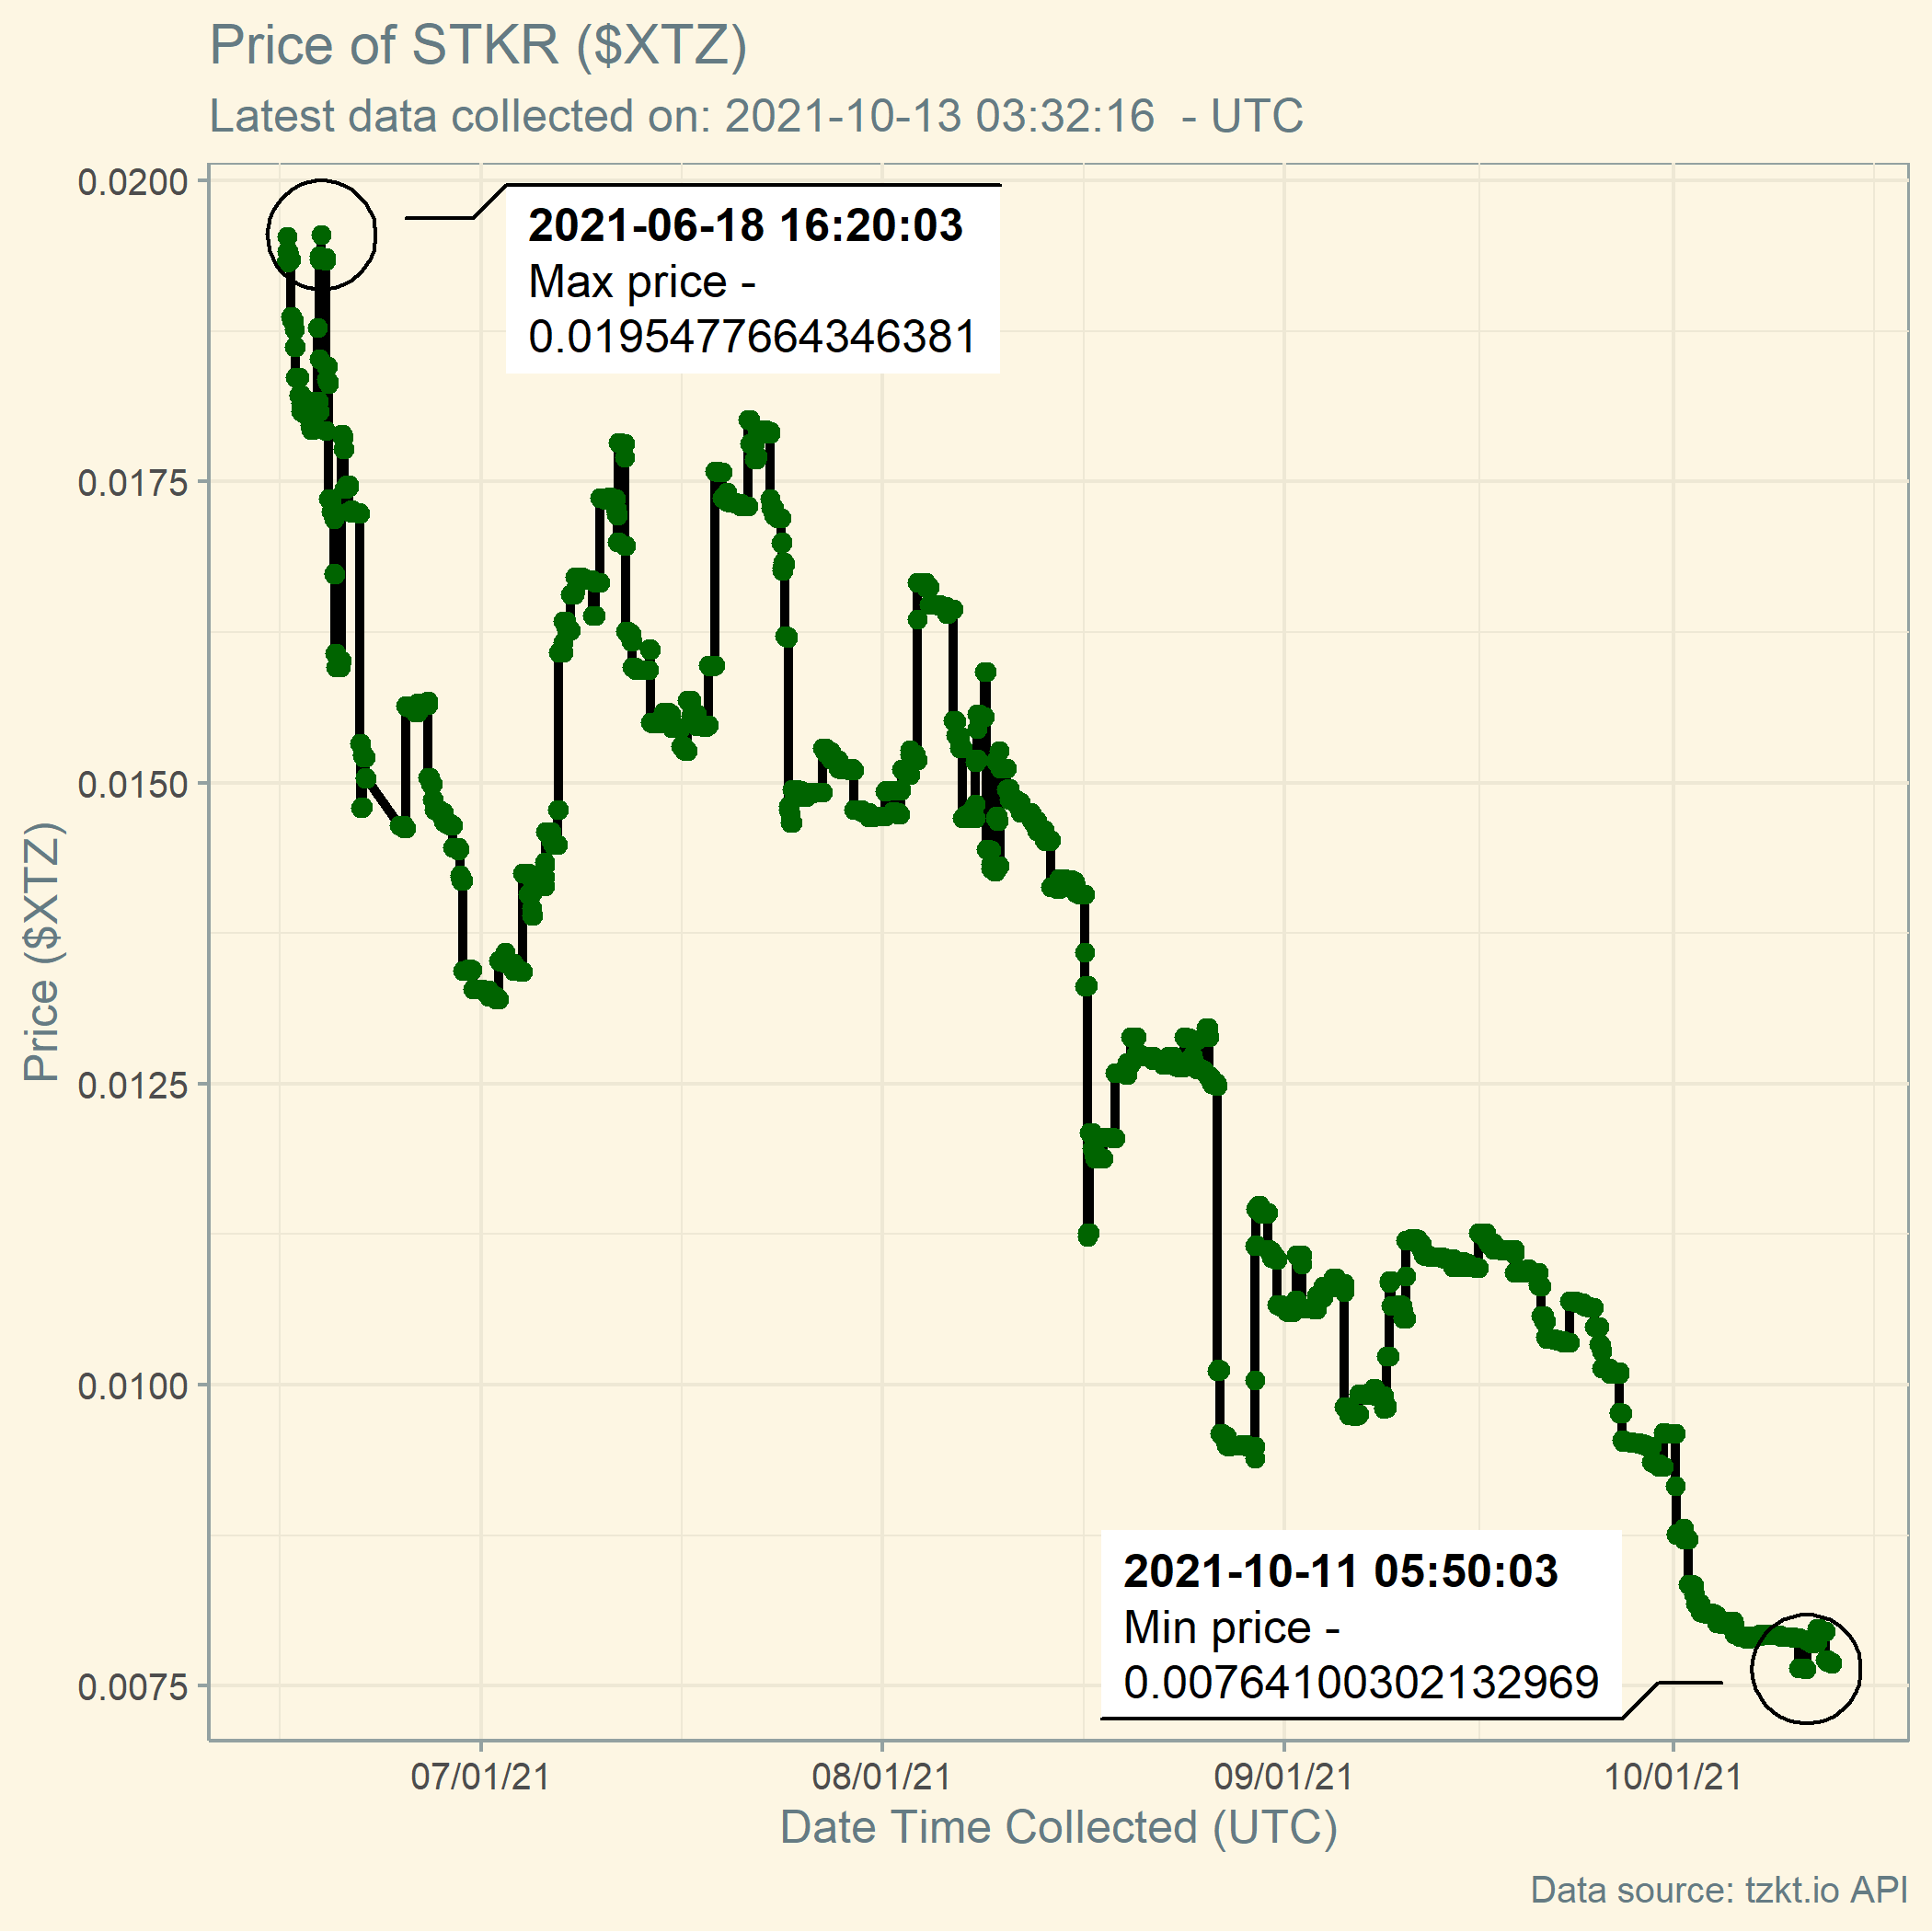 Price of STKR ($XTZ)
Latest data collected on: 2021-10-13 03:32:16  - UTC
0.0200
0.0175
0.0150
0.0125
0.0100
0.0075
Price ($XTZ)
2021-06-18 16:20:03
Max price -
0.0195477664346381
2021-10-11 05:50:03
Min price -
0.00764100302132969
07/01/21
08/01/21
09/01/21
10/01/21
Date Time Collected (UTC)
Data source: tzkt.io API